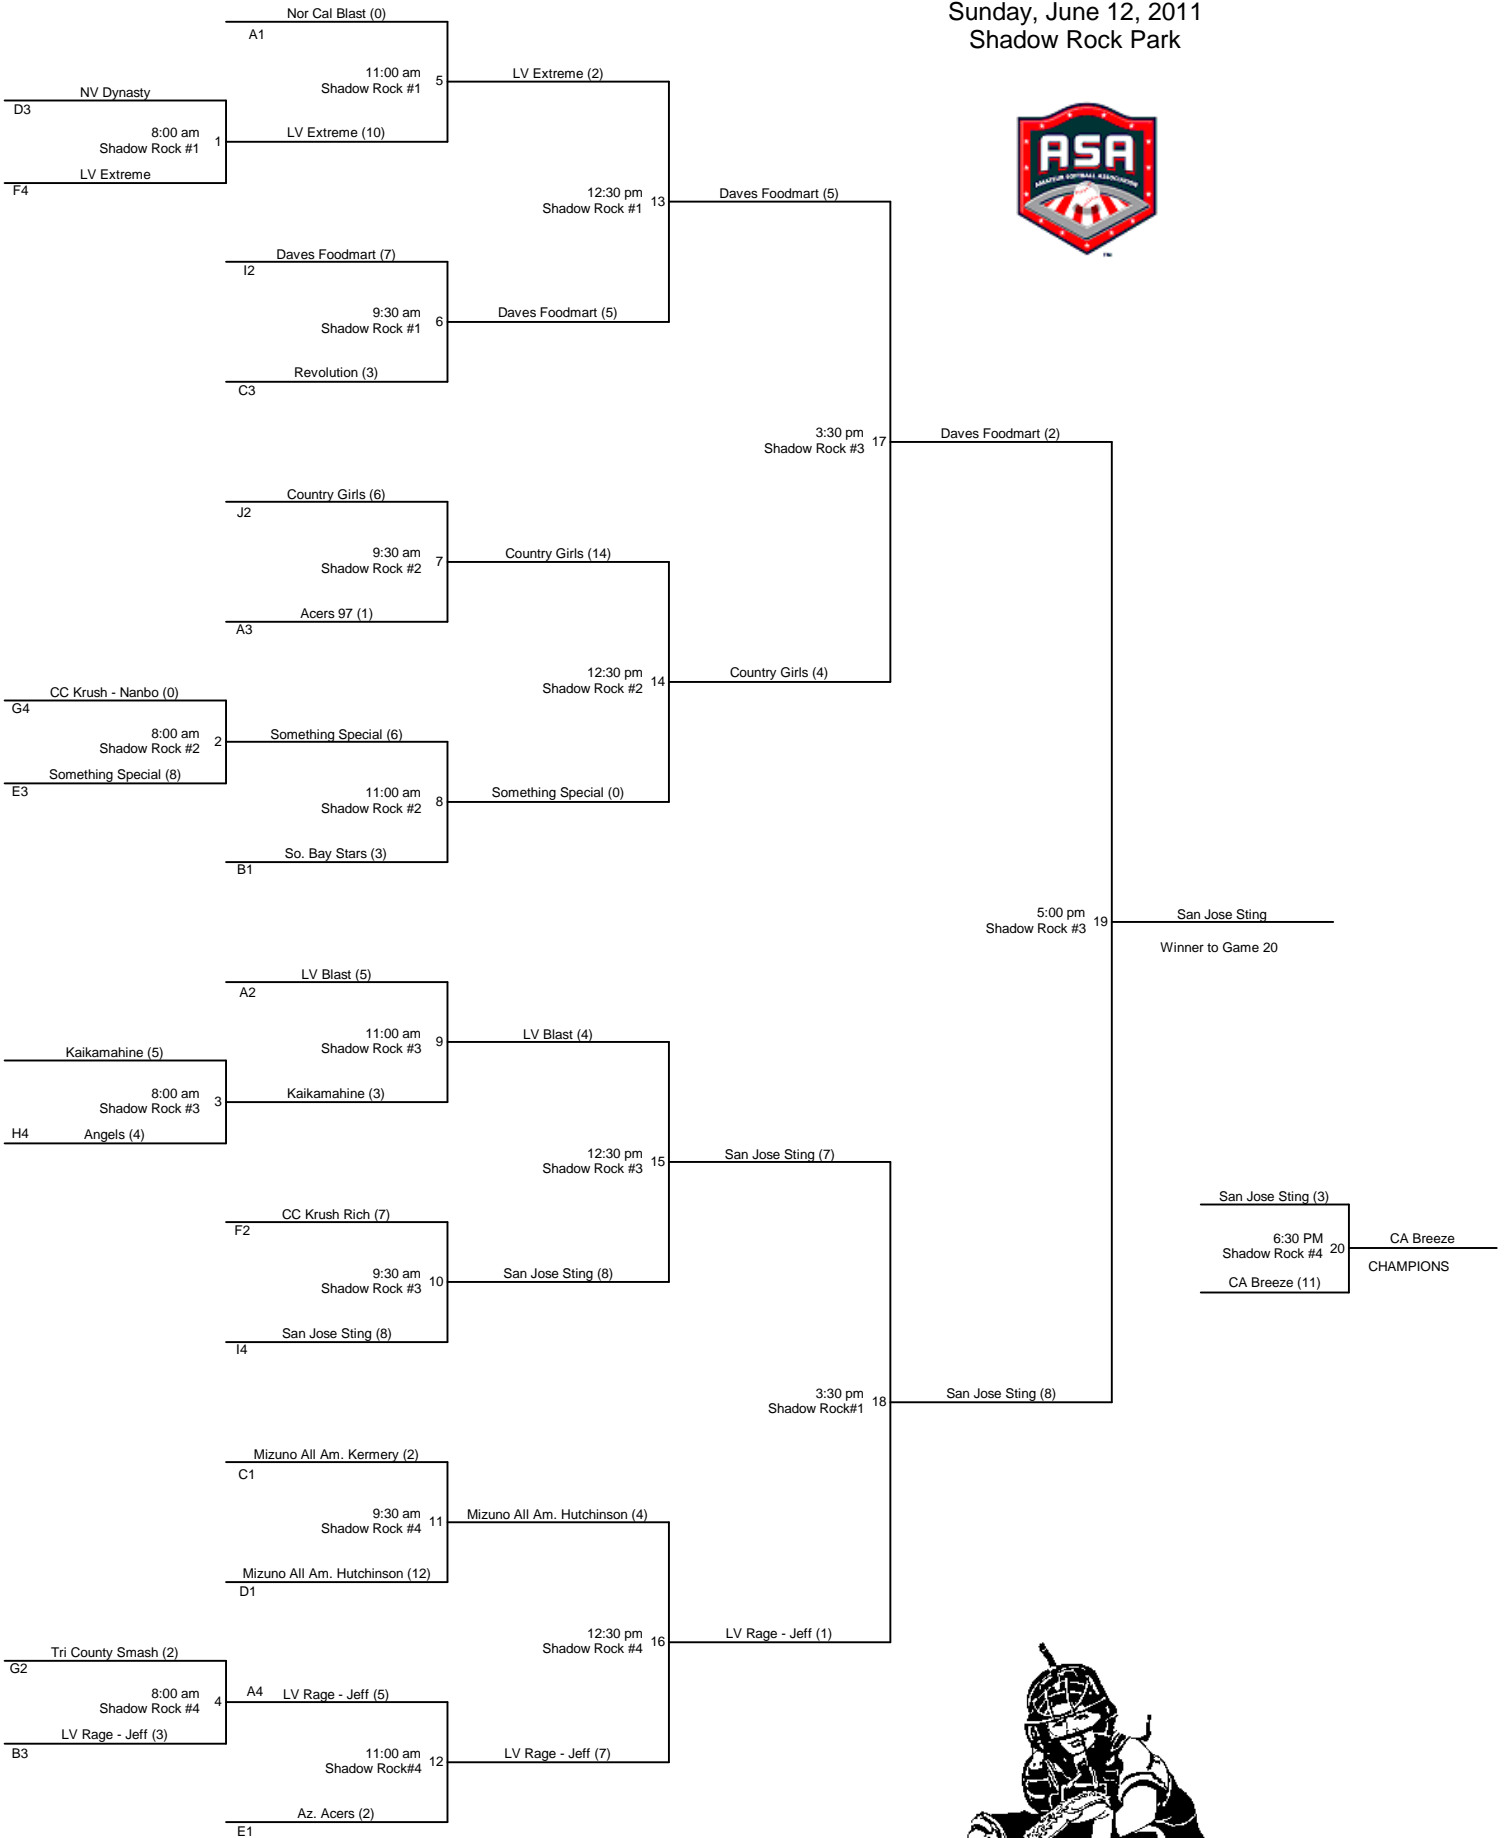 Sunday, June 12, 2011
Shadow Rock Park
ASA
AMATEUR SOFTBALL ASSOCIATION
TM
Nor Cal Blast (0)
A1
11:00 am
Shadow Rock #1
5
LV Extreme (2)
NV Dynasty
D3
8:00 am
Shadow Rock #1
1
LV Extreme (10)
LV Extreme
F4
12:30 pm
Shadow Rock #1
13
Daves Foodmart (5)
Daves Foodmart (7)
I2
9:30 am
Shadow Rock #1
6
Daves Foodmart (5)
Revolution (3)
C3
3:30 pm
Shadow Rock #3
17
Daves Foodmart (2)
Country Girls (6)
J2
9:30 am
Shadow Rock #2
7
Country Girls (14)
Acers 97 (1)
A3
12:30 pm
Shadow Rock #2
14
Country Girls (4)
CC Krush - Nanbo (0)
G4
8:00 am
Shadow Rock #2
2
Something Special (6)
Something Special (8)
E3
11:00 am
Shadow Rock #2
8
Something Special (0)
So. Bay Stars (3)
B1
5:00 pm
Shadow Rock #3
19
San Jose Sting
Winner to Game 20
LV Blast (5)
A2
11:00 am
Shadow Rock #3
9
LV Blast (4)
Kaikamahine (5)
8:00 am
Shadow Rock #3
3
Kaikamahine (3)
H4
Angels (4)
12:30 pm
Shadow Rock #3
15
San Jose Sting (7)
San Jose Sting (3)
6:30 PM
Shadow Rock #4
20
CA Breeze
CHAMPIONS
CA Breeze (11)
CC Krush Rich (7)
F2
9:30 am
Shadow Rock #3
10
San Jose Sting (8)
San Jose Sting (8)
I4
3:30 pm
Shadow Rock#1
18
San Jose Sting (8)
Mizuno All Am. Kermery (2)
C1
9:30 am
Shadow Rock #4
11
Mizuno All Am. Hutchinson (4)
Mizuno All Am. Hutchinson (12)
D1
12:30 pm
Shadow Rock #4
16
LV Rage - Jeff (1)
Tri County Smash (2)
G2
8:00 am
Shadow Rock #4
4
A4
LV Rage - Jeff (5)
LV Rage - Jeff (3)
B3
11:00 am
Shadow Rock#4
12
LV Rage - Jeff (7)
Az. Acers (2)
E1